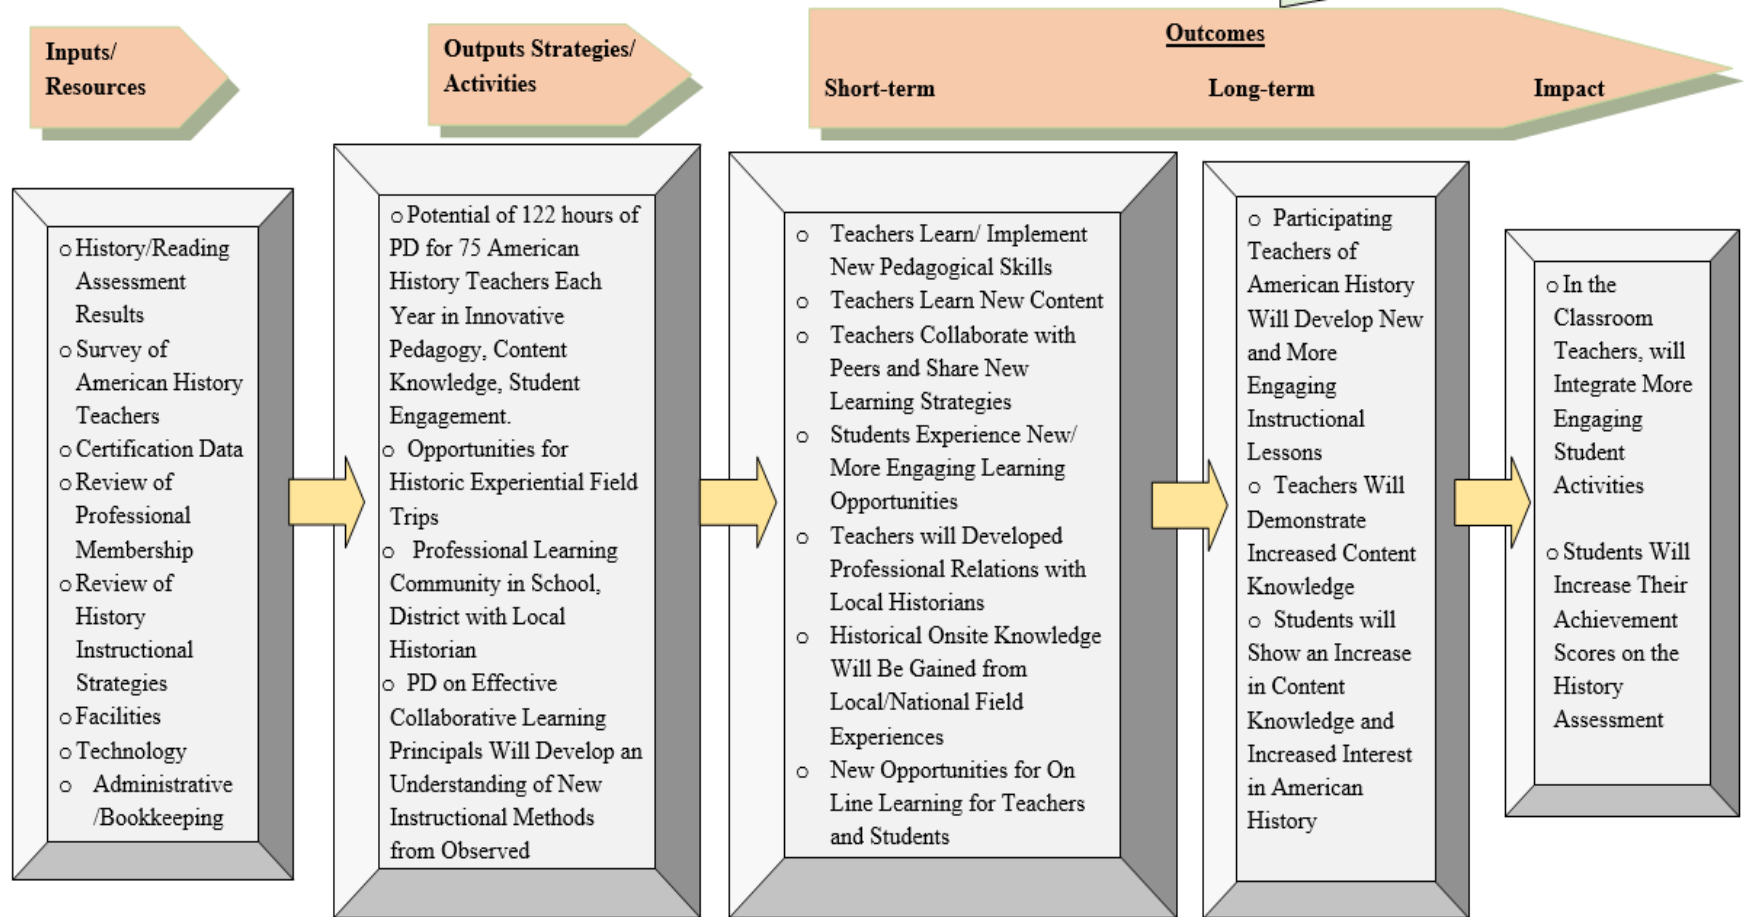 Inputs/
Resources
Outputs Strategies/
Activities
Outcomes
Short-term
Long-term
Impact
o History/Reading
Assessment
Results
o Survey of
American History
Teachers
o Certification Data
o Review of
Professional
Membership
o Review of
History
Instructional
Strategies
o Facilities
o Technology
o Administrative
/Bookkeeping
o Potential of 122 hours of
PD for 75 American
History Teachers Each
Year in Innovative
Pedagogy, Content
Knowledge, Student
Engagement.
o Opportunities for
Historic Experiential Field
Trips
o Professional Learning
Community in School,
District with Local
Historian
o PD on Effective
Collaborative Learning
Principals Will Develop an
Understanding of New
Instructional Methods
from Observed
o Teachers Learn/ Implement
New Pedagogical Skills
o Teachers Learn New Content
o Teachers Collaborate with
Peers and Share New
Learning Strategies
o Students Experience New/
More Engaging Learning
Opportunities
o Teachers will Developed
Professional Relations with
Local Historians
o Historical Onsite Knowledge
Will Be Gained from
Local/National Field
Experiences
o New Opportunities for On
Line Learning for Teachers
and Students
o Participating
Teachers of
American History
Will Develop New
and More
Engaging
Instructional
Lessons
o Teachers Will
Demonstrate
Increased Content
Knowledge
o Students will
Show an Increase
in Content
Knowledge and
Increased Interest
in American
History
o In the
Classroom
Teachers, will
Integrate More
Engaging
Student
Activities
o Students Will
Increase Their
Achievement
Scores on the
History
Assessment